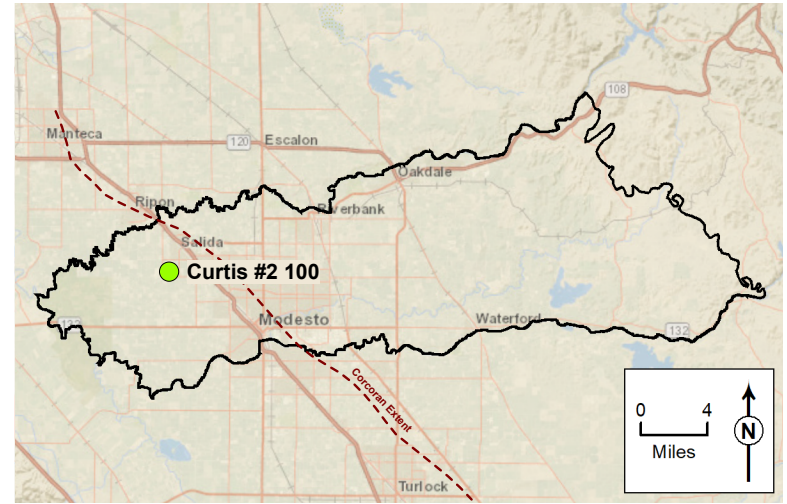 108
Manteca
120
Escalon
Oakdale
Ripon
Riverbank
Salida
Curtis #2 100
132
Modesto
Waterford
132
Corcoran Extent
0 4
Miles
N
Turlock